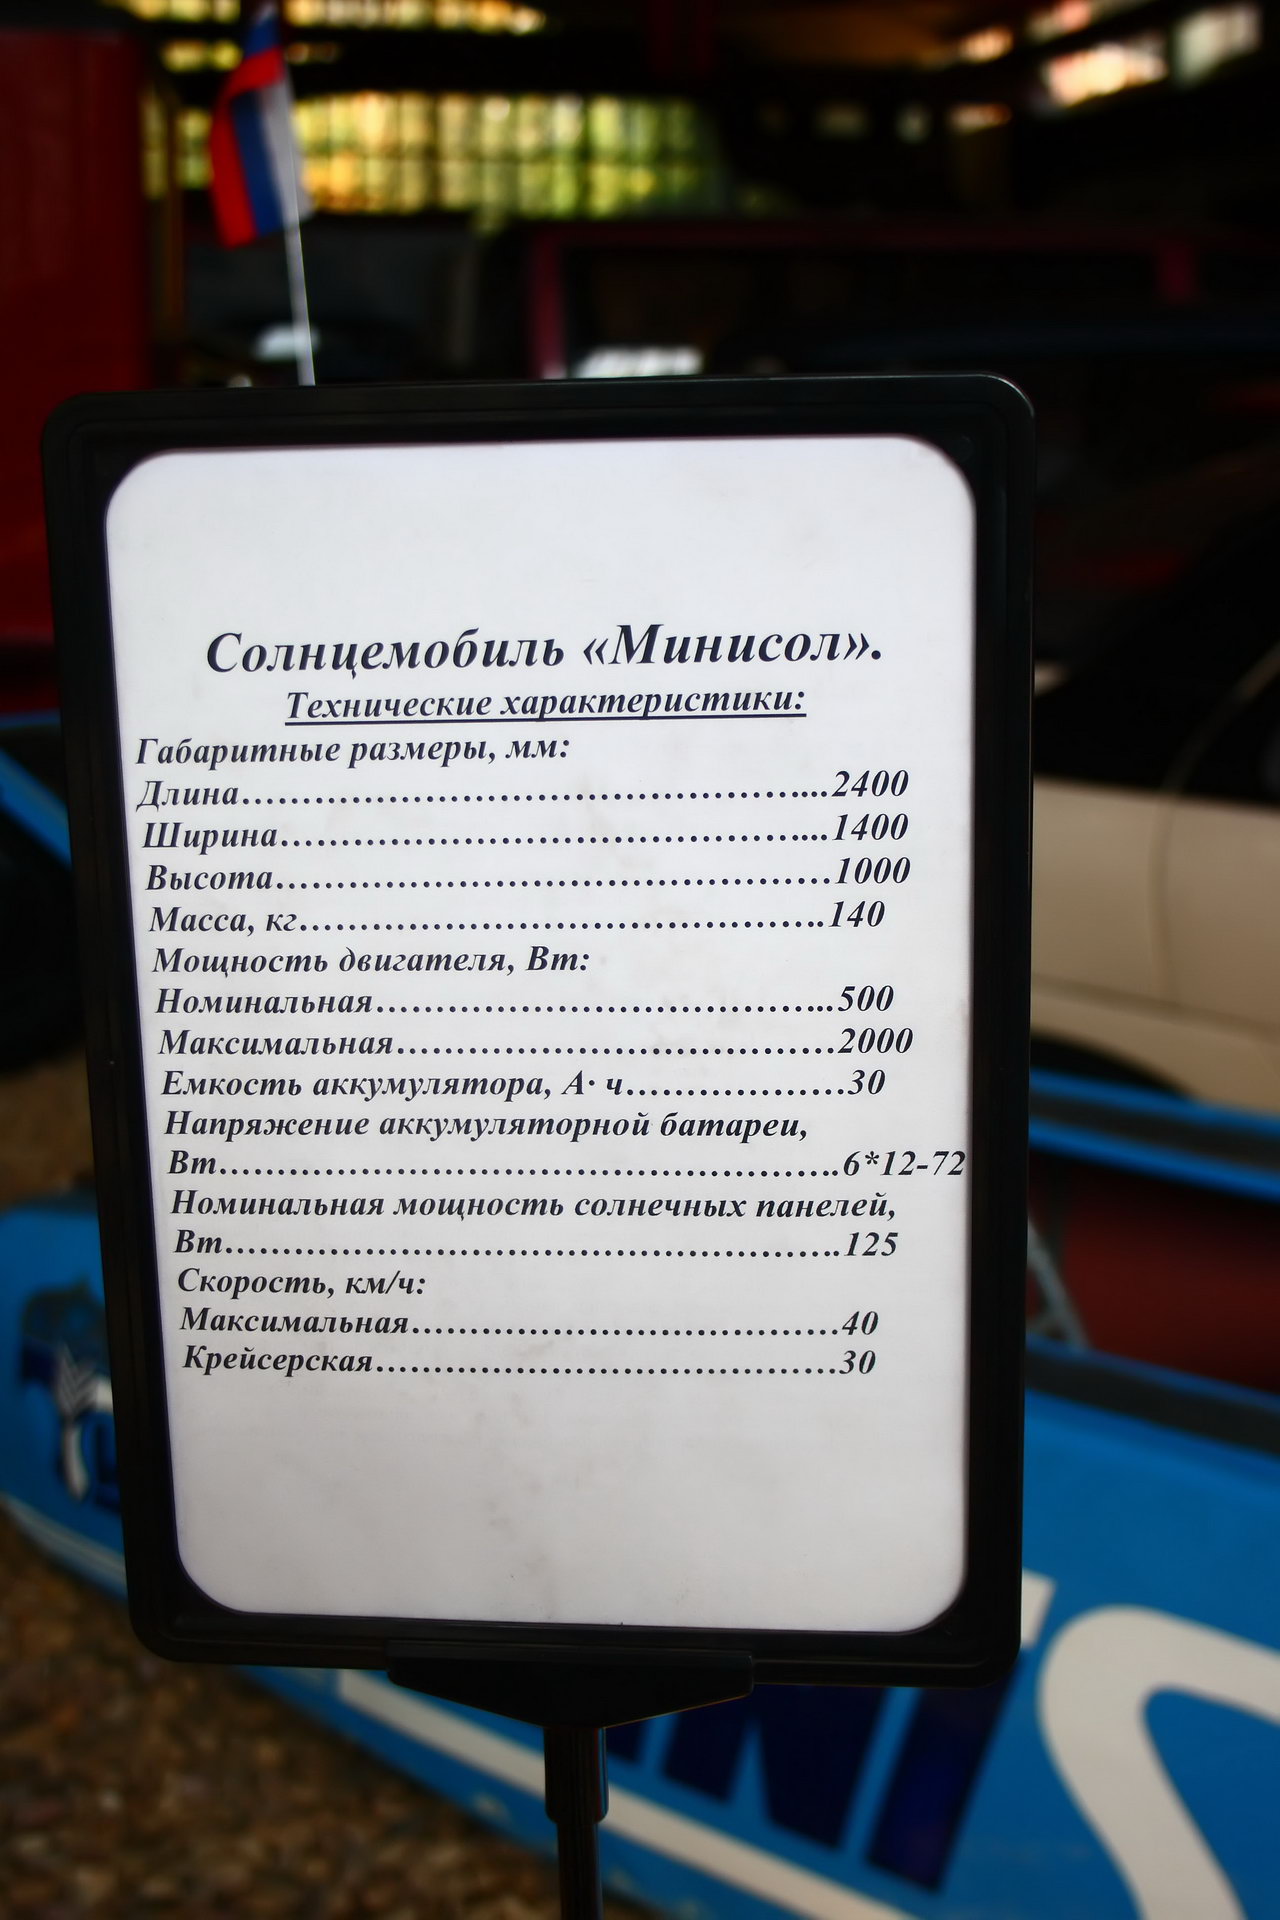 Солнцемобиль «Минисол».
Технические характеристики:
Габаритные размеры, мм:
Длина……………………………………………...2400
Ширина…………………………………………...1400
Высота……………………………………………1000
Масса, кг…………………………………………..140
Мощность двигателя, Вт:
Номинальная……………………………………..500
Максимальная……………………………………2000
Емкость аккумулятора, А· ч…………………30
Напряжение аккумуляторной батареи,
Вт…………………………………………………..6*12-72
Номинальная мощность солнечных панелей,
Вт…………………………………………………..125
Скорость, км/ч:
Максимальная……………………………………40
Крейсерская………………………………………30